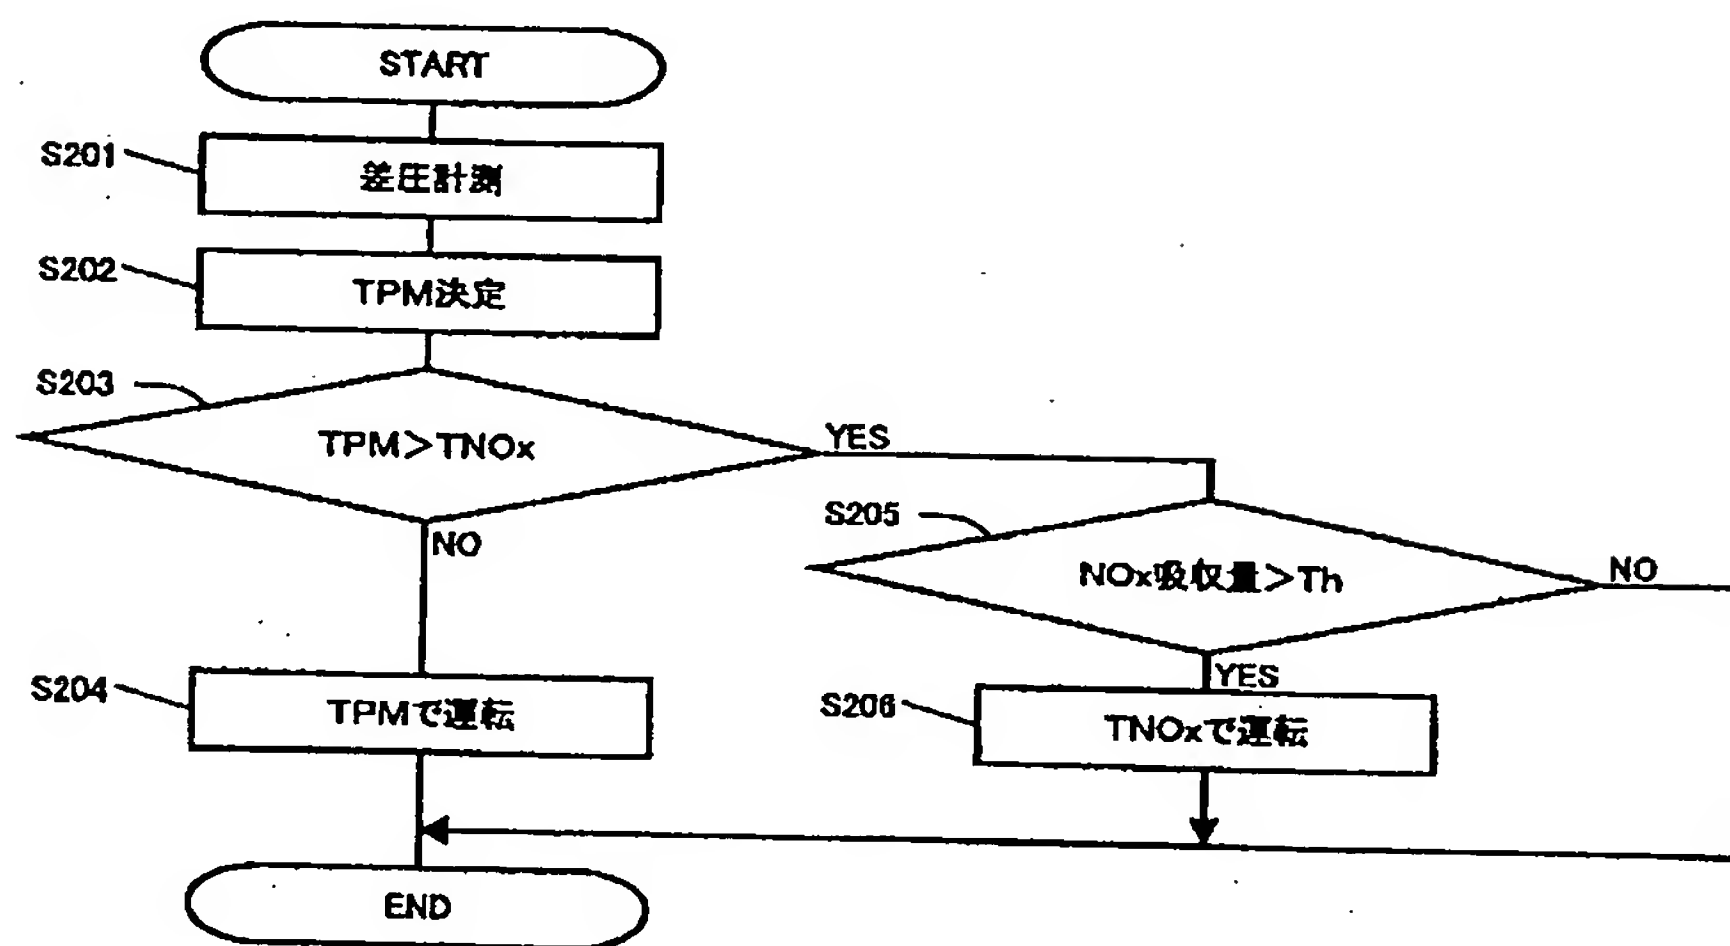 START
S201
差圧計測
S202
TPM決定
S203
TPM>TNOx
YES
NO
S205
NOx吸収量>Th
NO
YES
S204
TPMで運転
S206
TNOxで運転
END